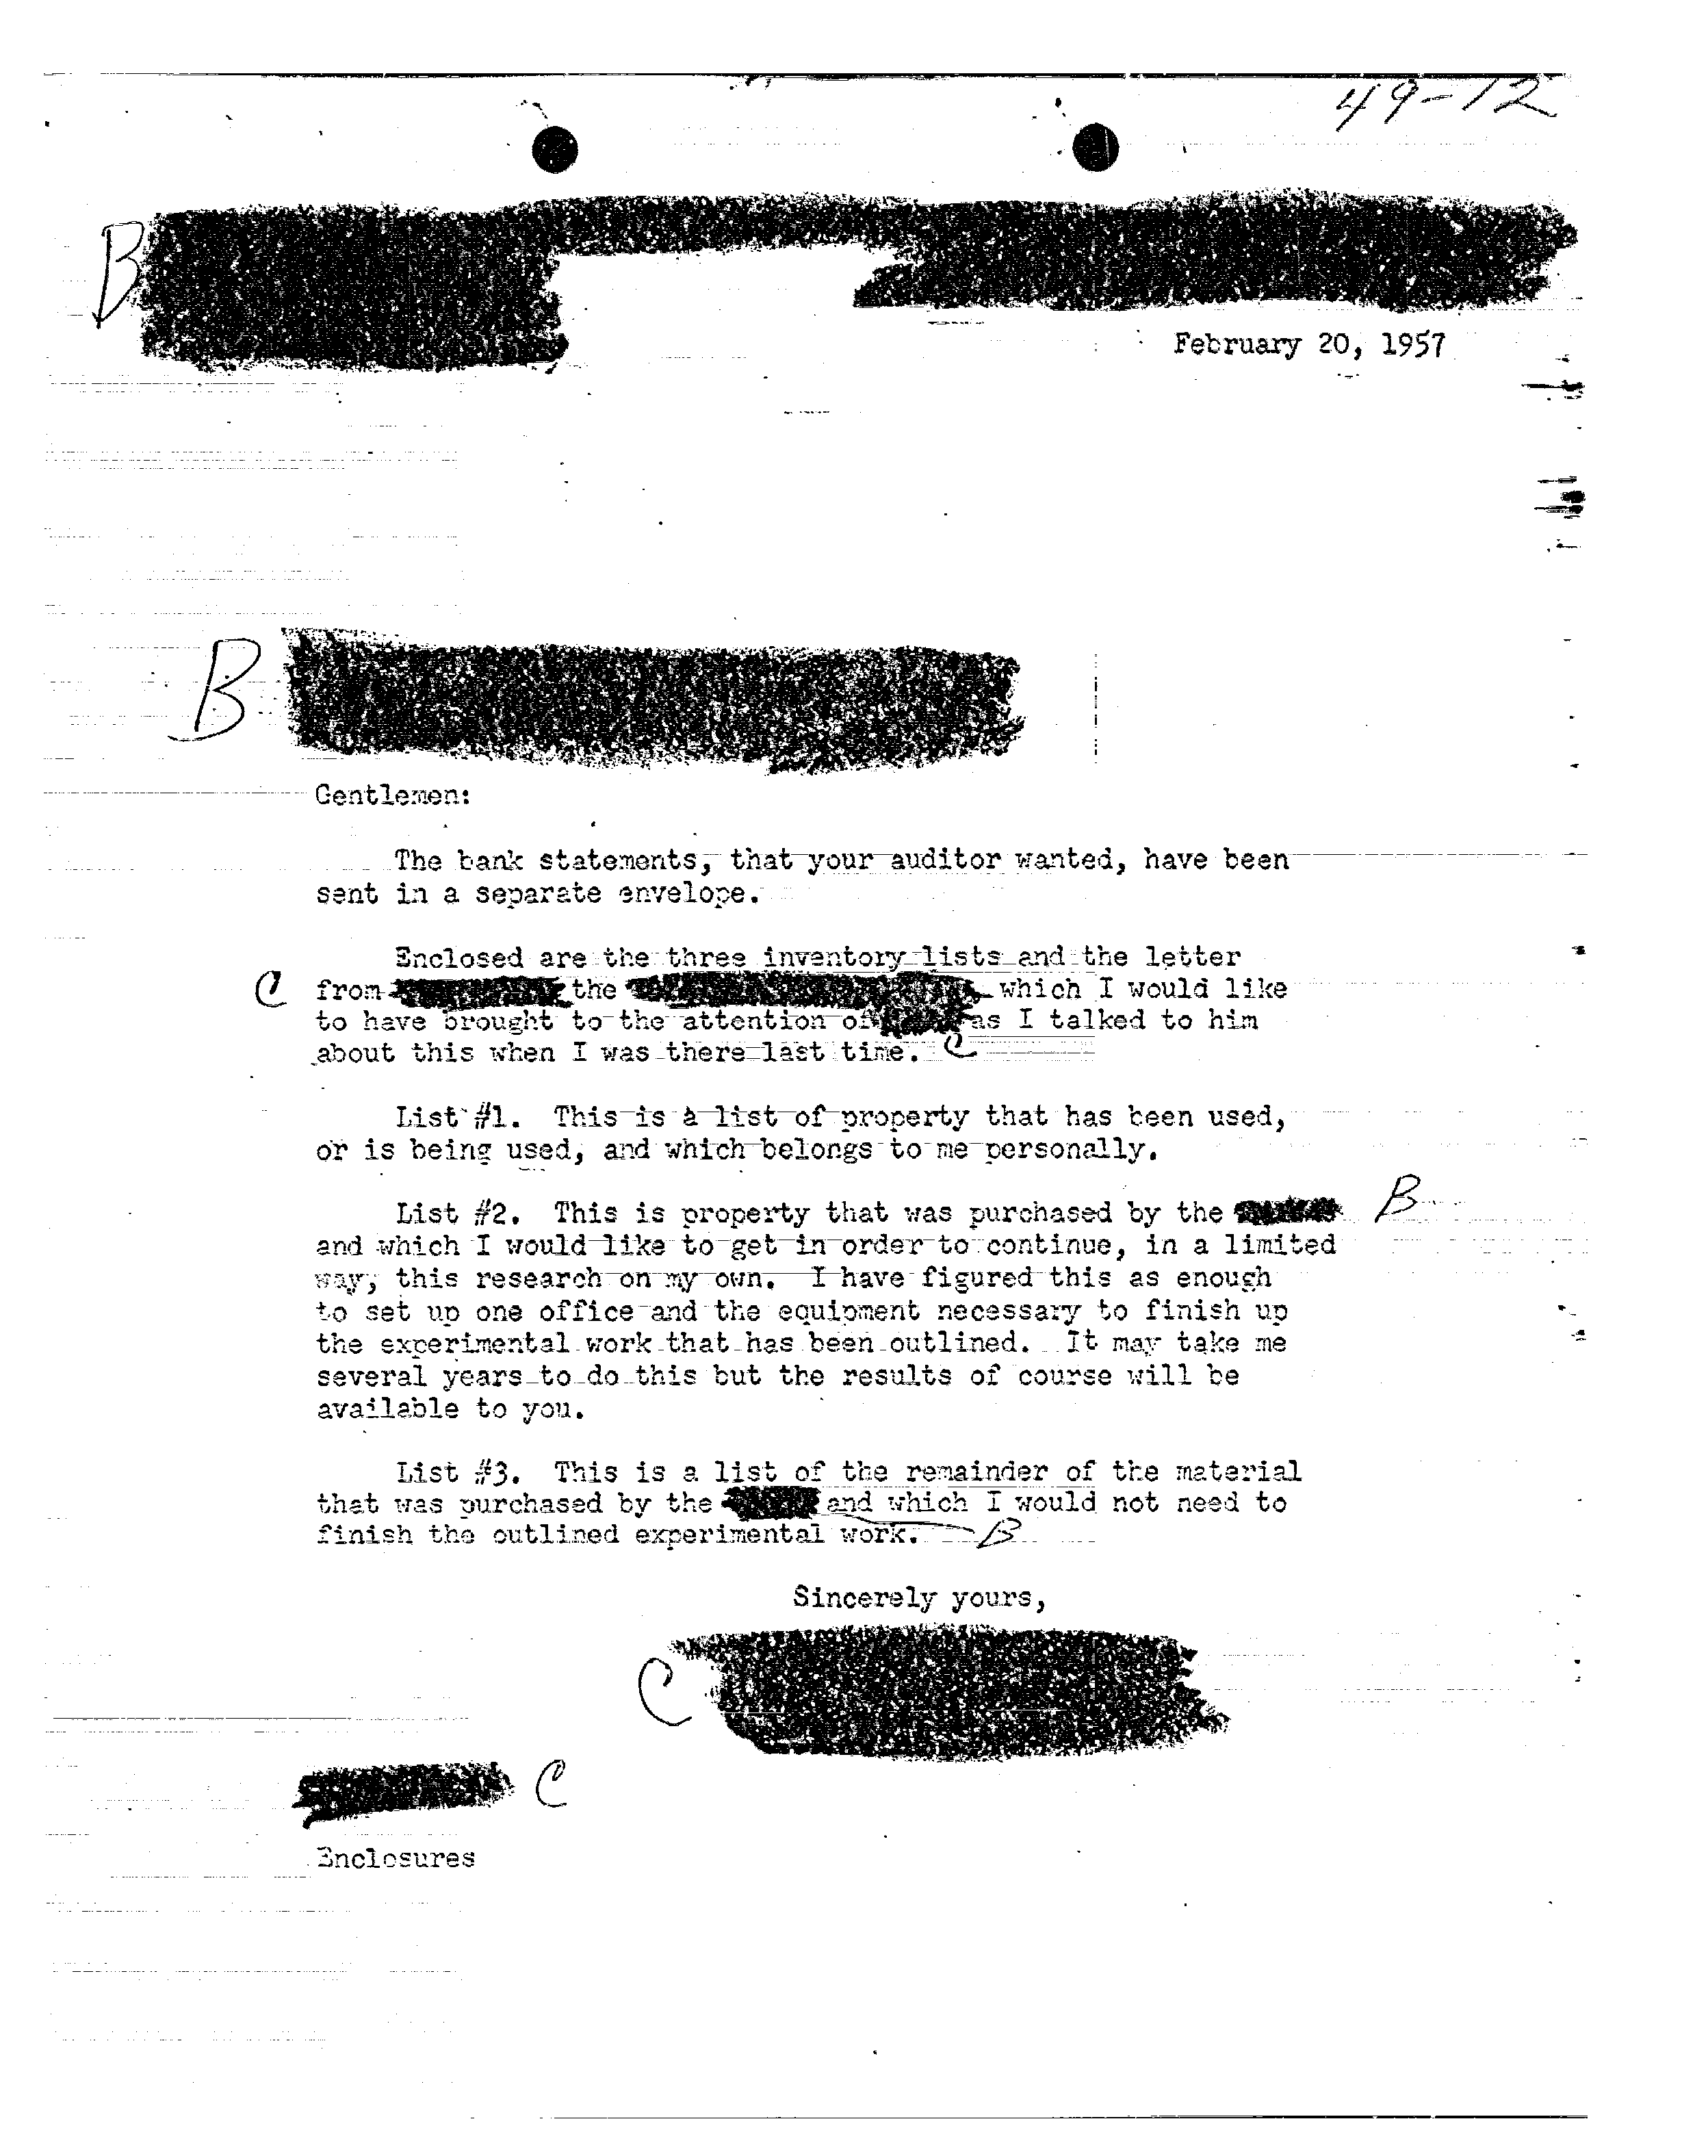 49-12
B
February 20, 1957
B
Gentlemen:
The bank statements, that your auditor wanted, have been
sent in a separate envelope.
Enclosed are the three inventory lists and the letter
C from the which I would like
to have brought to the attention of as I talked to him
about this when I was there last time. C
List #1. This is a list of property that has been used,
or is being used, and which belongs to me personally.
List #2. This is property that was purchased by the B
and which I would like to get in order to continue, in a limited
way, this research on my own. I have figured this as enough
to set up one office and the equipment necessary to finish up
the experimental work that has been outlined. It may take me
several years to do this but the results of course will be
available to you.
List #3. This is a list of the remainder of the material
that was purchased by the and which I would not need to
finish the outlined experimental work. B
Sincerely yours,
C
C
Enclosures